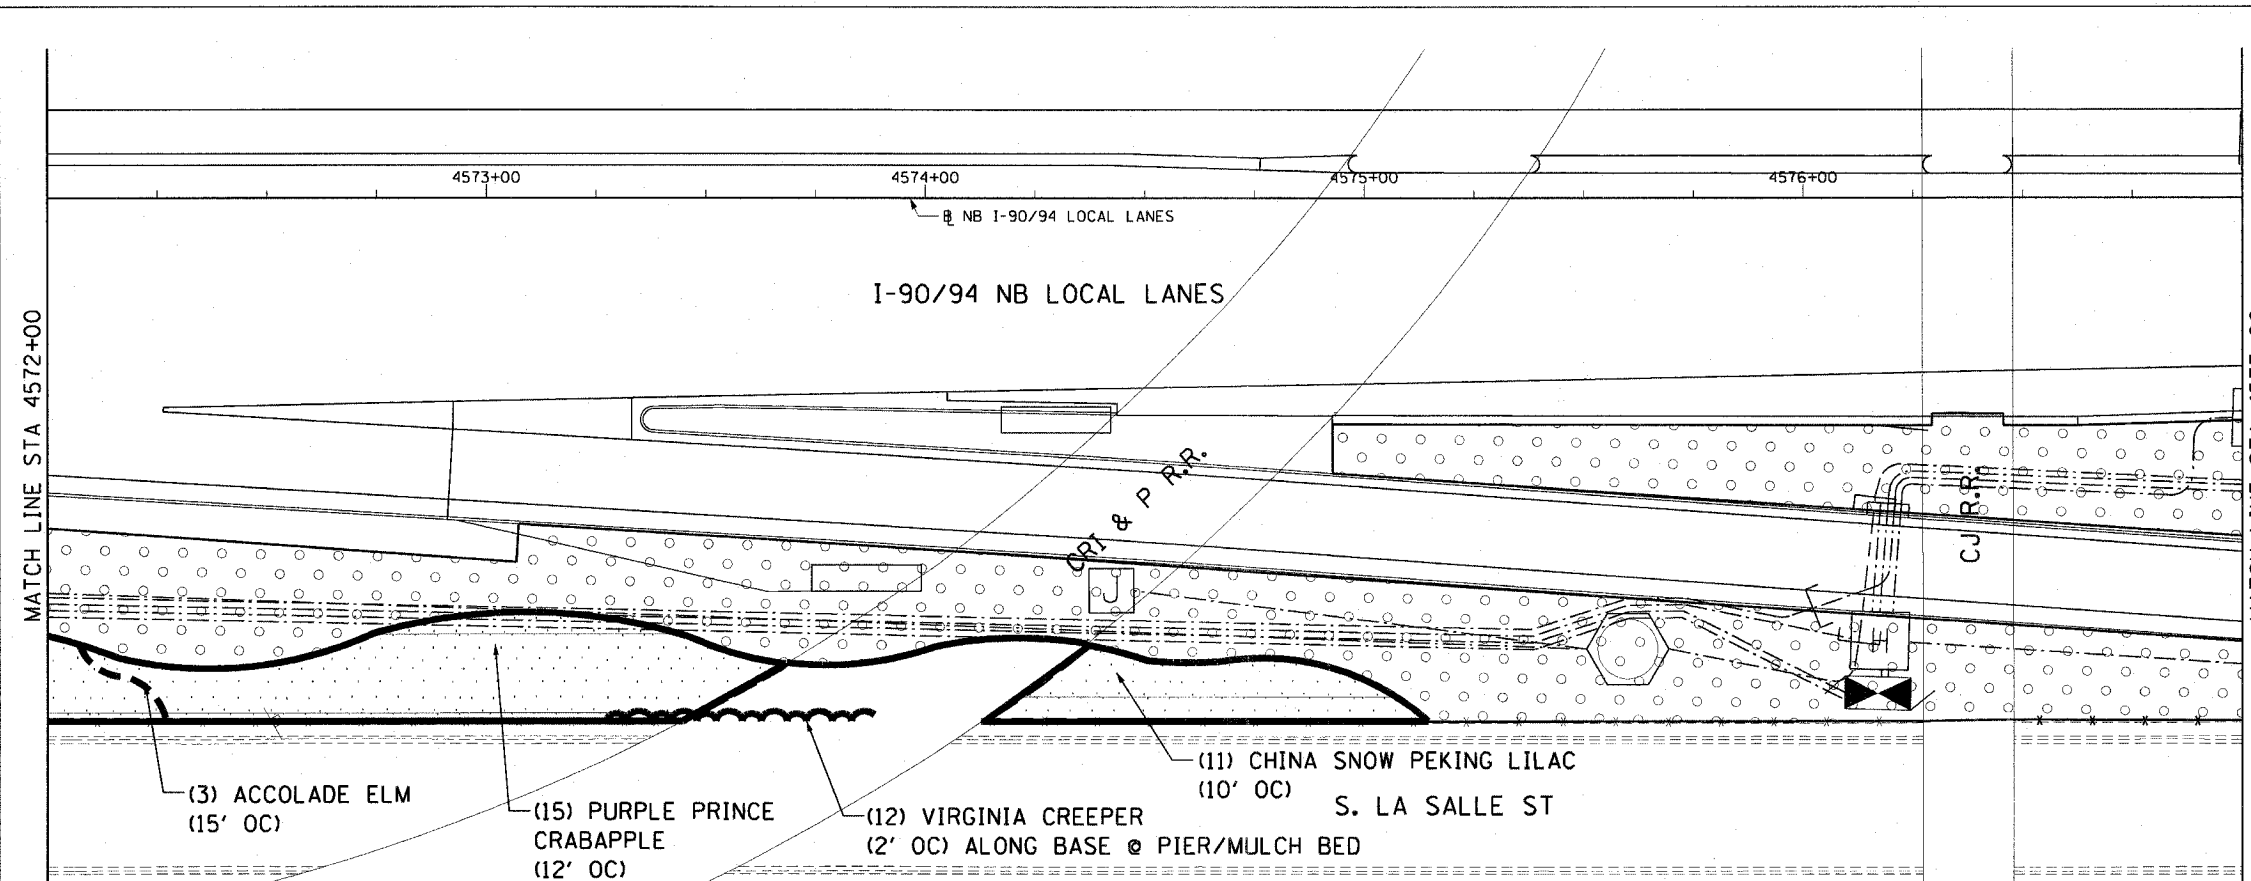 4573+00
4574+00
4575+00
4576+00
NB I-90/94 LOCAL LANES
I-90/94 NB LOCAL LANES
MATCH LINE STA 4572+00
CRI & P R.R.
CJ R.R.
J
(3) ACCOLADE ELM
(15' OC)
(15) PURPLE PRINCE
CRABAPPLE
(12' OC)
(12) VIRGINIA CREEPER
(2' OC) ALONG BASE @ PIER/MULCH BED
(11) CHINA SNOW PEKING LILAC
(10' OC)
S. LA SALLE ST